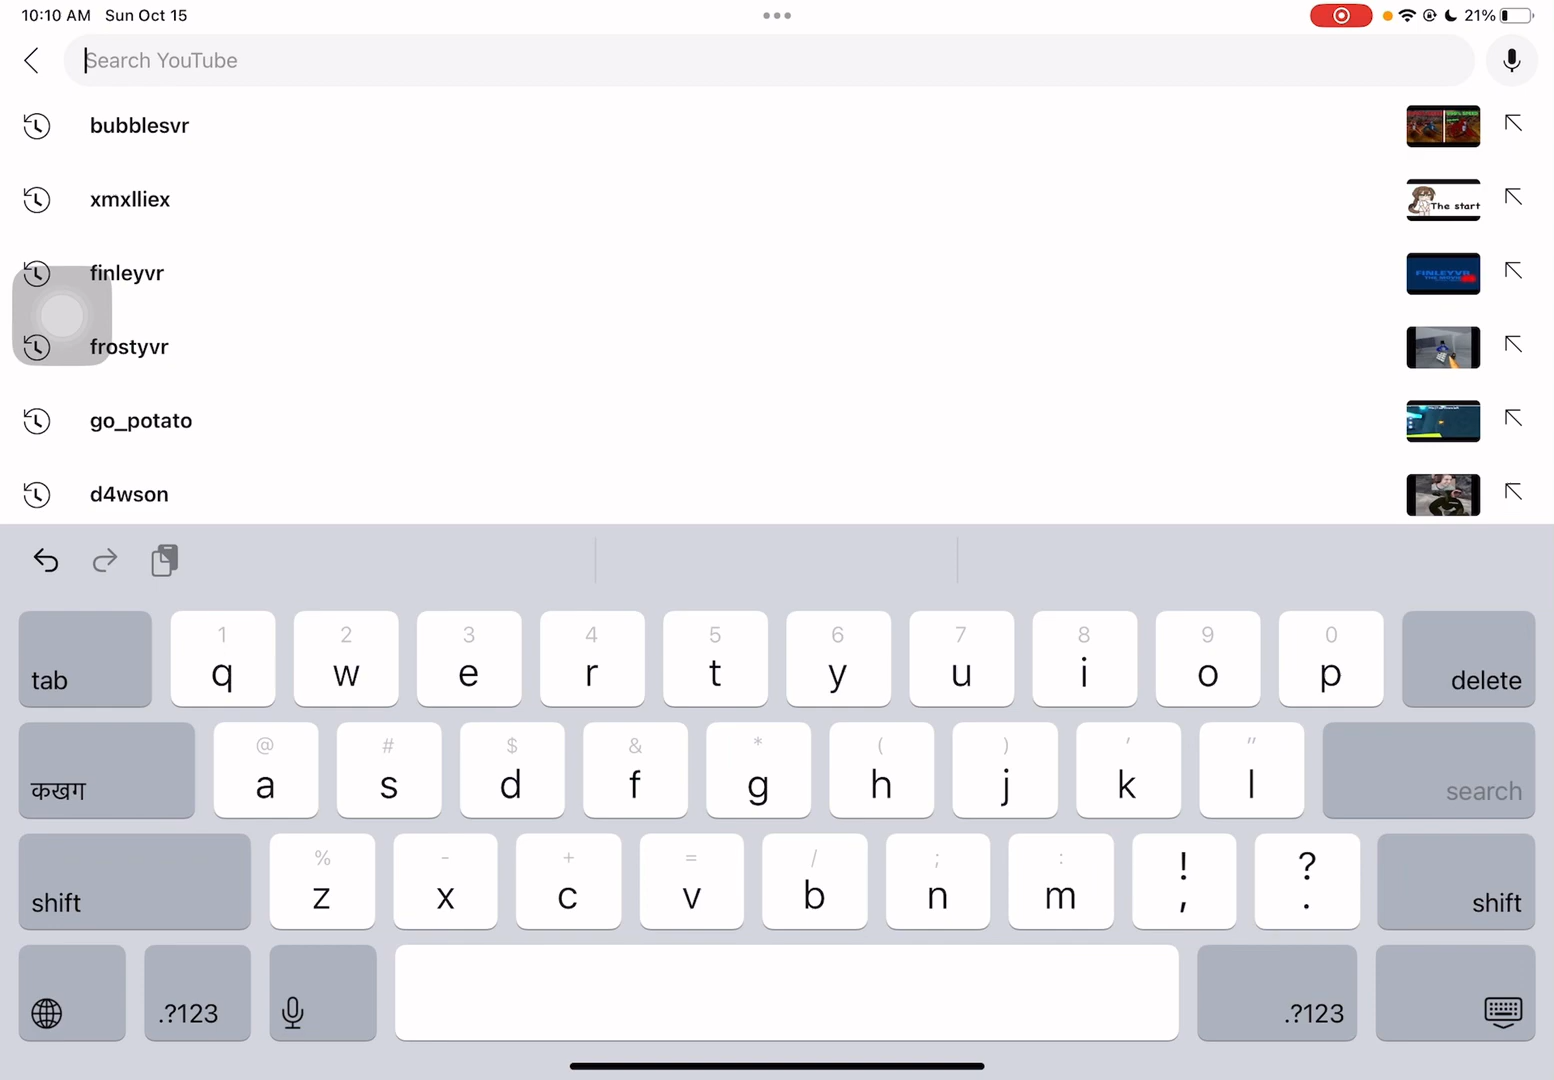 10:10 AM Sun Oct 15
21%
Search YouTube
bubblesvr
xmxlliex
The start
finleyvr
FINLEYVR
frostyvr
go_potato
d4wson
1 2 3 4 5 6 7 8 9 0
tab q w e r t y u i o p delete
@ # $ & * ( ) ' "
कखग a s d f g h j k l search
% - + = / ; : ! ?
shift z x c v b n m , . shift
.?123 .?123